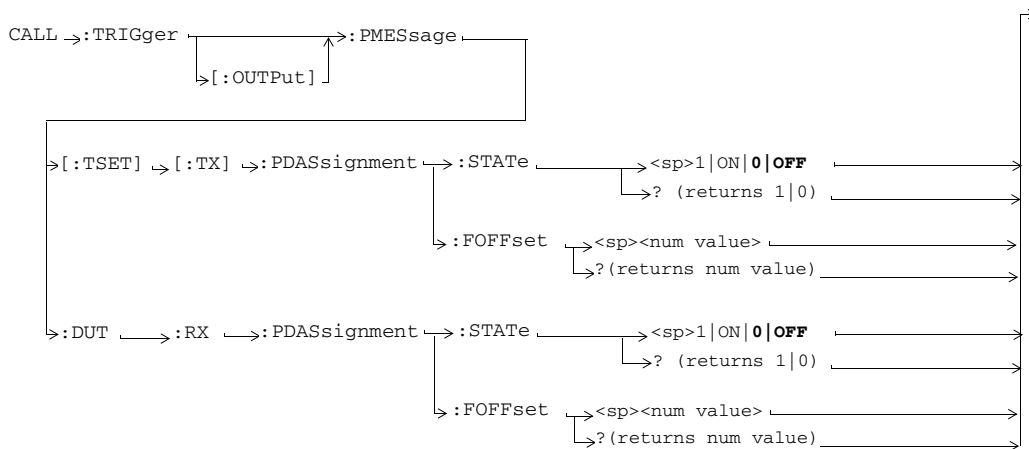 CALL :TRIGger :PMESsage
[:OUTPut]
[:TSET] [:TX] :PDASsignment :STATe <sp>1|ON|0|OFF
? (returns 1|0)
:FOFFset <sp><num value>
?(returns num value)
:DUT :RX :PDASsignment :STATe <sp>1|ON|0|OFF
? (returns 1|0)
:FOFFset <sp><num value>
?(returns num value)